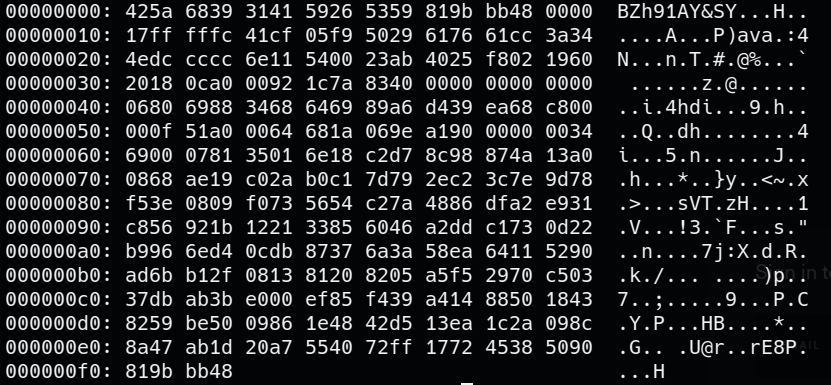 00000000: 425a 6839 3141 5926 5359 819b bb48 0000  BZh91AY&SY...H..
00000010: 17ff fffc 41cf 05f9 5029 6176 61cc 3a34  ....A...P)ava.:4
00000020: 4edc cccc 6e11 5400 23ab 4025 f802 1960  N...n.T.#.@%...`
00000030: 2018 0ca0 0092 1c7a 8340 0000 0000 0000   ......z.@......
00000040: 0680 6988 3468 6469 89a6 d439 ea68 c800  ..i.4hdi...9.h..
00000050: 000f 51a0 0064 681a 069e a190 0000 0034  ..Q..dh........4
00000060: 6900 0781 3501 6e18 c2d7 8c98 874a 13a0  i...5.n......J..
00000070: 0868 ae19 c02a b0c1 7d79 2ec2 3c7e 9d78  .h...*..}y..<~.x
00000080: f53e 0809 f073 5654 c27a 4886 dfa2 e931  .>...sVT.zH....1
00000090: c856 921b 1221 3385 6046 a2dd c173 0d22  .V...!3.`F...s."
000000a0: b996 6ed4 0cdb 8737 6a3a 58ea 6411 5290  ..n....7j:X.d.R.
000000b0: ad6b b12f 0813 8120 8205 a5f5 2970 c503  .k./... ....)p..
000000c0: 37db ab3b e000 ef85 f439 a414 8850 1843  7..;.....9...P.C
000000d0: 8259 be50 0986 1e48 42d5 13ea 1c2a 098c  .Y.P...HB....*..
000000e0: 8a47 ab1d 20a7 5540 72ff 1772 4538 5090  .G.. .U@r..rE8P.
000000f0: 819b bb48  ...H